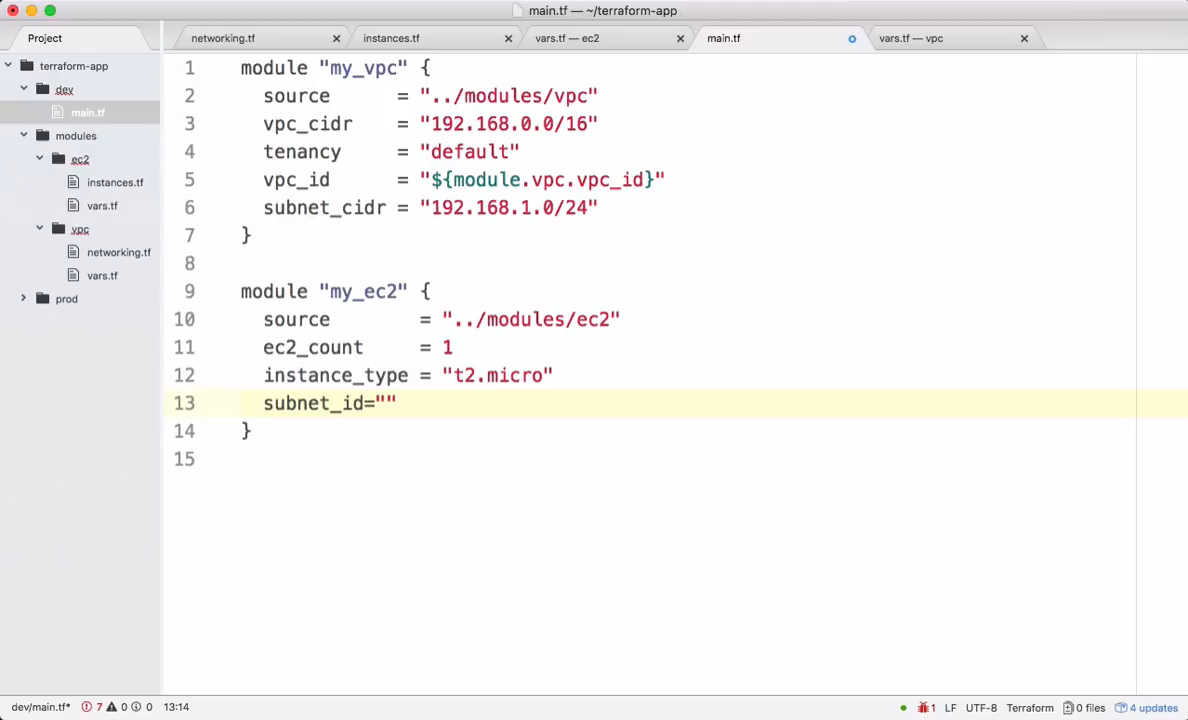 main.tf — ~/terraform-app
Project
networking.tf
instances.tf
vars.tf — ec2
main.tf
vars.tf — vpc
terraform-app
dev
main.tf
modules
ec2
instances.tf
vars.tf
vpc
networking.tf
vars.tf
prod
1 module "my_vpc" {
2 source = "../modules/vpc"
3 vpc_cidr = "192.168.0.0/16"
4 tenancy = "default"
5 vpc_id = "${module.vpc.vpc_id}"
6 subnet_cidr = "192.168.1.0/24"
7 }
8
9 module "my_ec2" {
10 source = "../modules/ec2"
11 ec2_count = 1
12 instance_type = "t2.micro"
13 subnet_id=""
14 }
15
dev/main.tf* 7 0 0 13:14 1 LF UTF-8 Terraform 0 files 4 updates